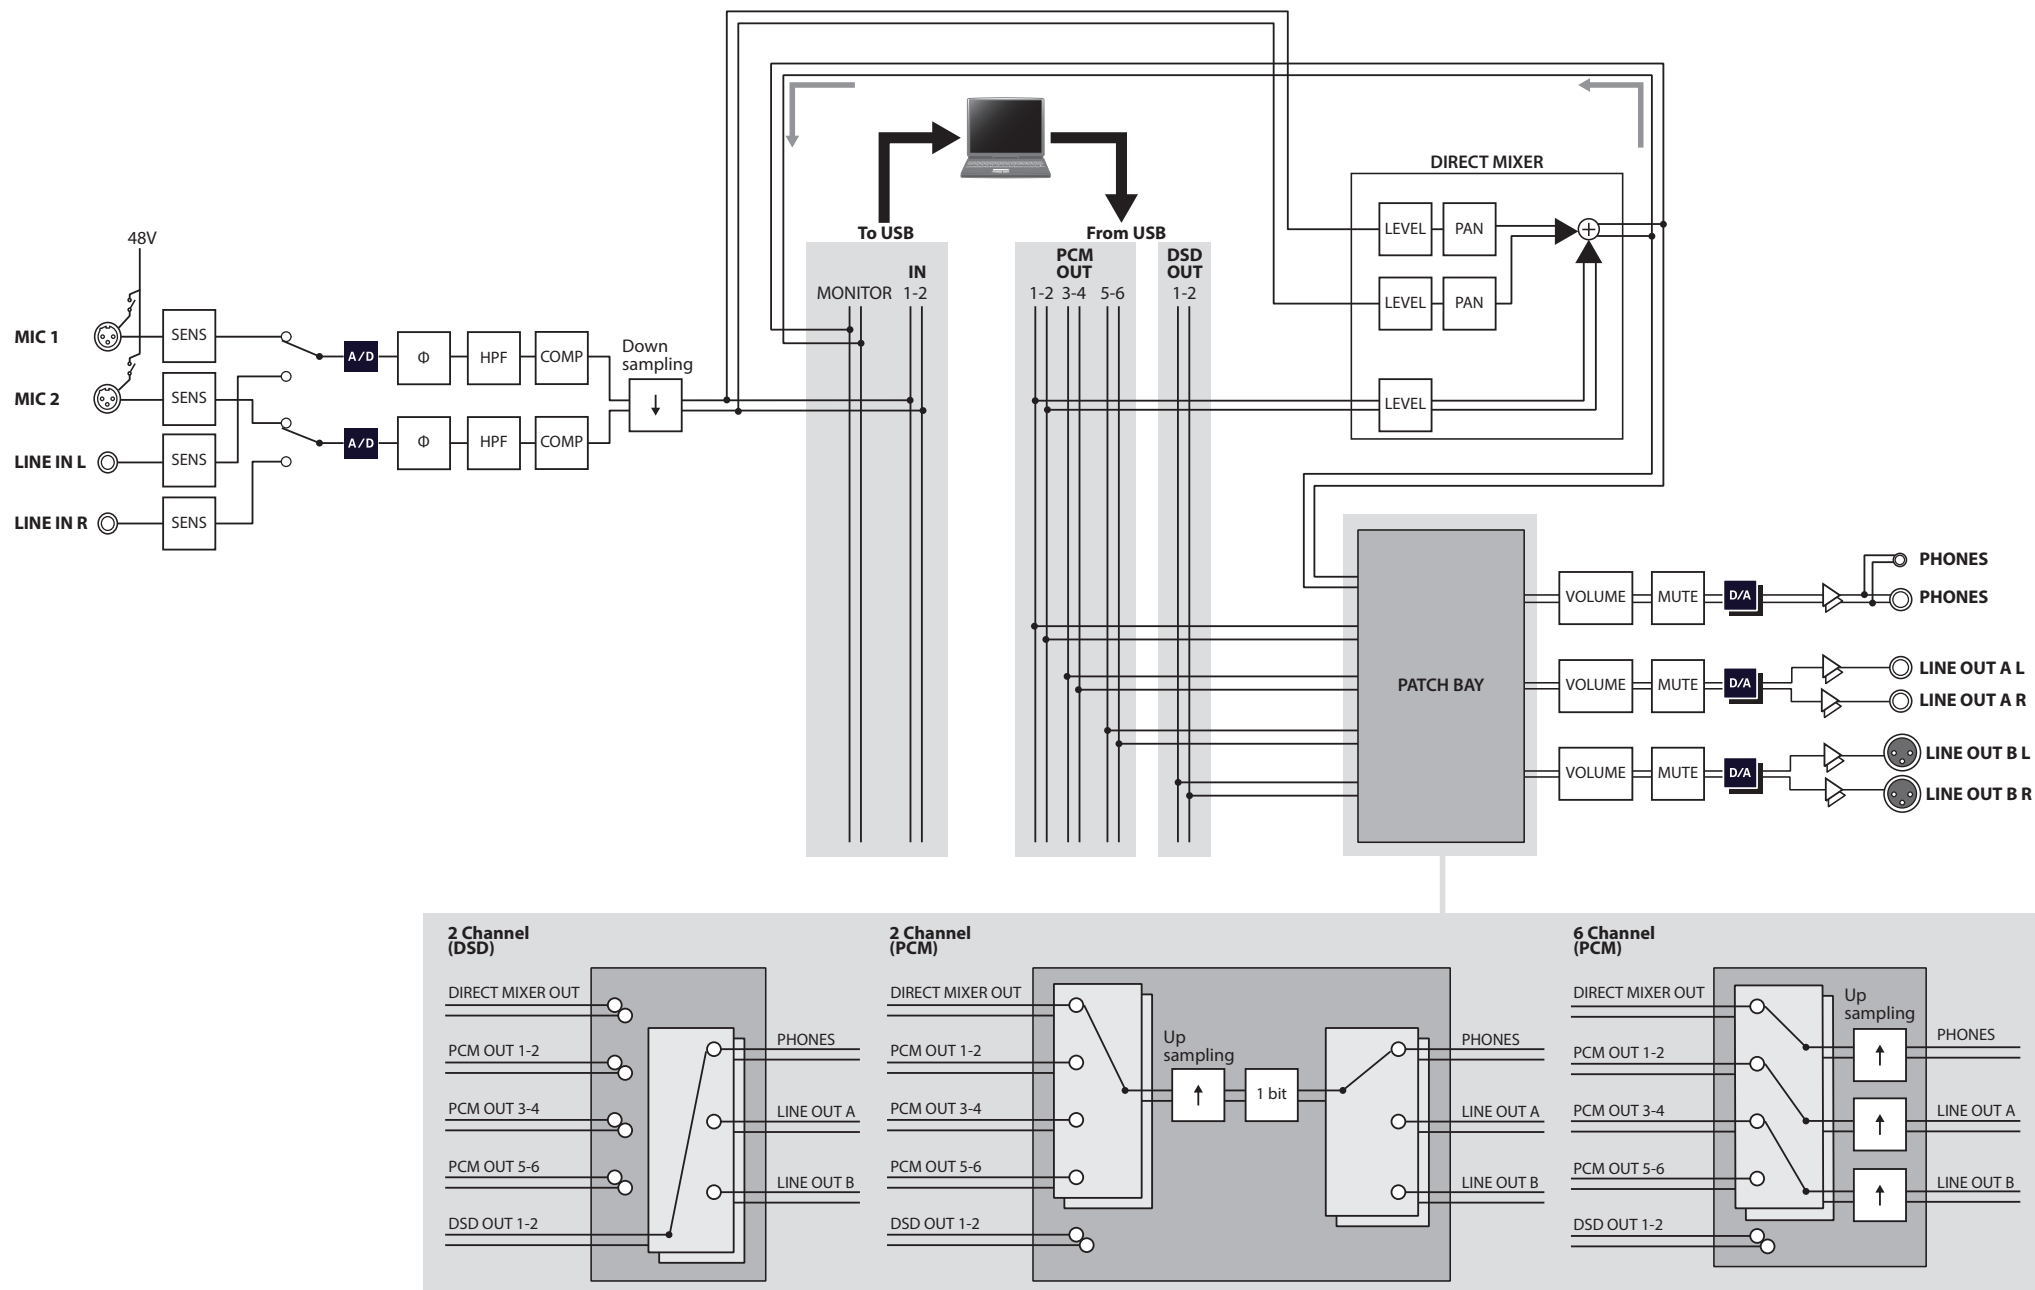 DIRECT MIXER
LEVEL PAN
LEVEL PAN
LEVEL
To USB
MONITOR
IN
1-2
From USB
PCM
OUT
1-2 3-4 5-6
DSD
OUT
1-2
48V
MIC 1
SENS
A/D
Φ
HPF
COMP
Down
sampling
↓
MIC 2
SENS
A/D
Φ
HPF
COMP
LINE IN L
SENS
LINE IN R
SENS
PATCH BAY
VOLUME MUTE D/A
PHONES
PHONES
VOLUME MUTE D/A
LINE OUT A L
LINE OUT A R
VOLUME MUTE D/A
LINE OUT B L
LINE OUT B R
2 Channel
(DSD)
DIRECT MIXER OUT
PCM OUT 1-2
PCM OUT 3-4
PCM OUT 5-6
DSD OUT 1-2
PHONES
LINE OUT A
LINE OUT B
2 Channel
(PCM)
DIRECT MIXER OUT
PCM OUT 1-2
PCM OUT 3-4
PCM OUT 5-6
DSD OUT 1-2
Up
sampling
↑
1 bit
PHONES
LINE OUT A
LINE OUT B
6 Channel
(PCM)
DIRECT MIXER OUT
PCM OUT 1-2
PCM OUT 3-4
PCM OUT 5-6
DSD OUT 1-2
Up
sampling
↑
↑
↑
PHONES
LINE OUT A
LINE OUT B